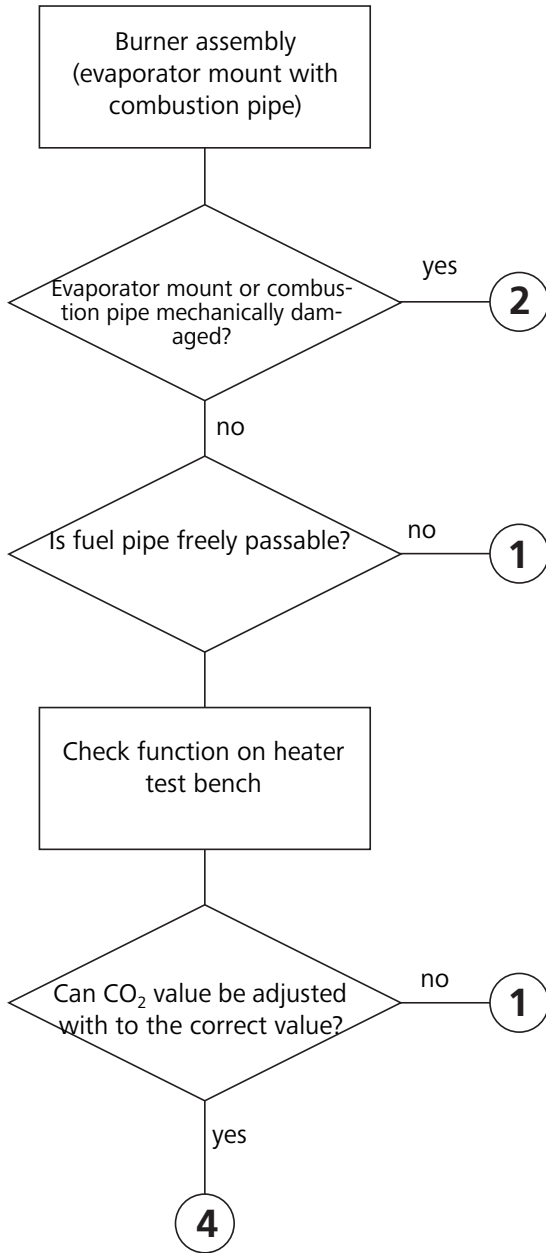 Burner assembly
(evaporator mount with
combustion pipe)
yes
Evaporator mount or combus-
tion pipe mechanically dam-
aged?
2
no
Is fuel pipe freely passable?
no
1
Check function on heater
test bench
Can CO₂ value be adjusted
with to the correct value?
no
1
yes
4